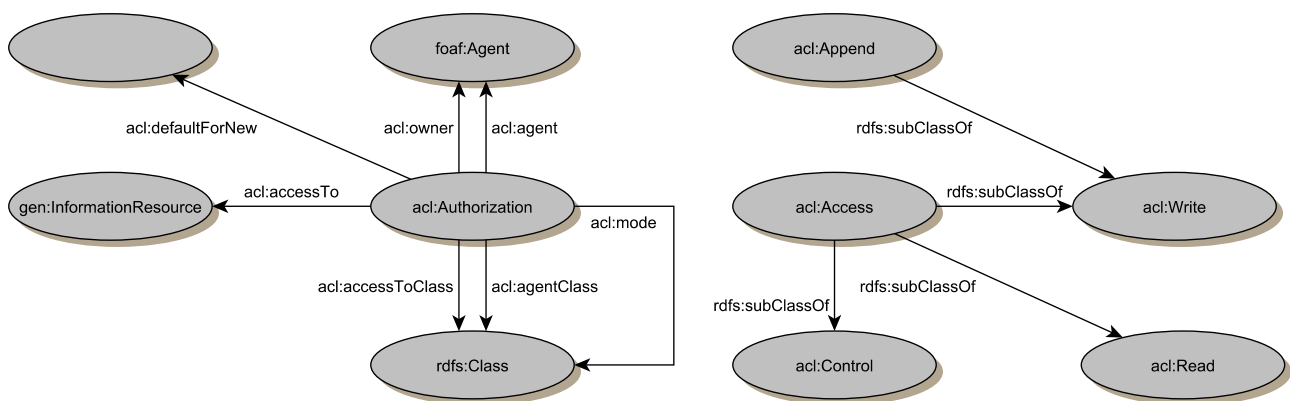 foaf:Agent
acl:Append
acl:defaultForNew
acl:owner
acl:agent
rdfs:subClassOf
gen:InformationResource
acl:accessTo
acl:Authorization
acl:mode
acl:Access
rdfs:subClassOf
acl:Write
acl:accessToClass
acl:agentClass
rdfs:subClassOf
rdfs:subClassOf
rdfs:Class
acl:Control
acl:Read